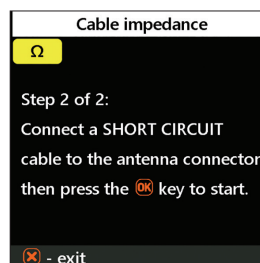 Cable impedance
Ω
Step 2 of 2:
Connect a SHORT CIRCUIT
cable to the antenna connector
then press the OK key to start.
X - exit